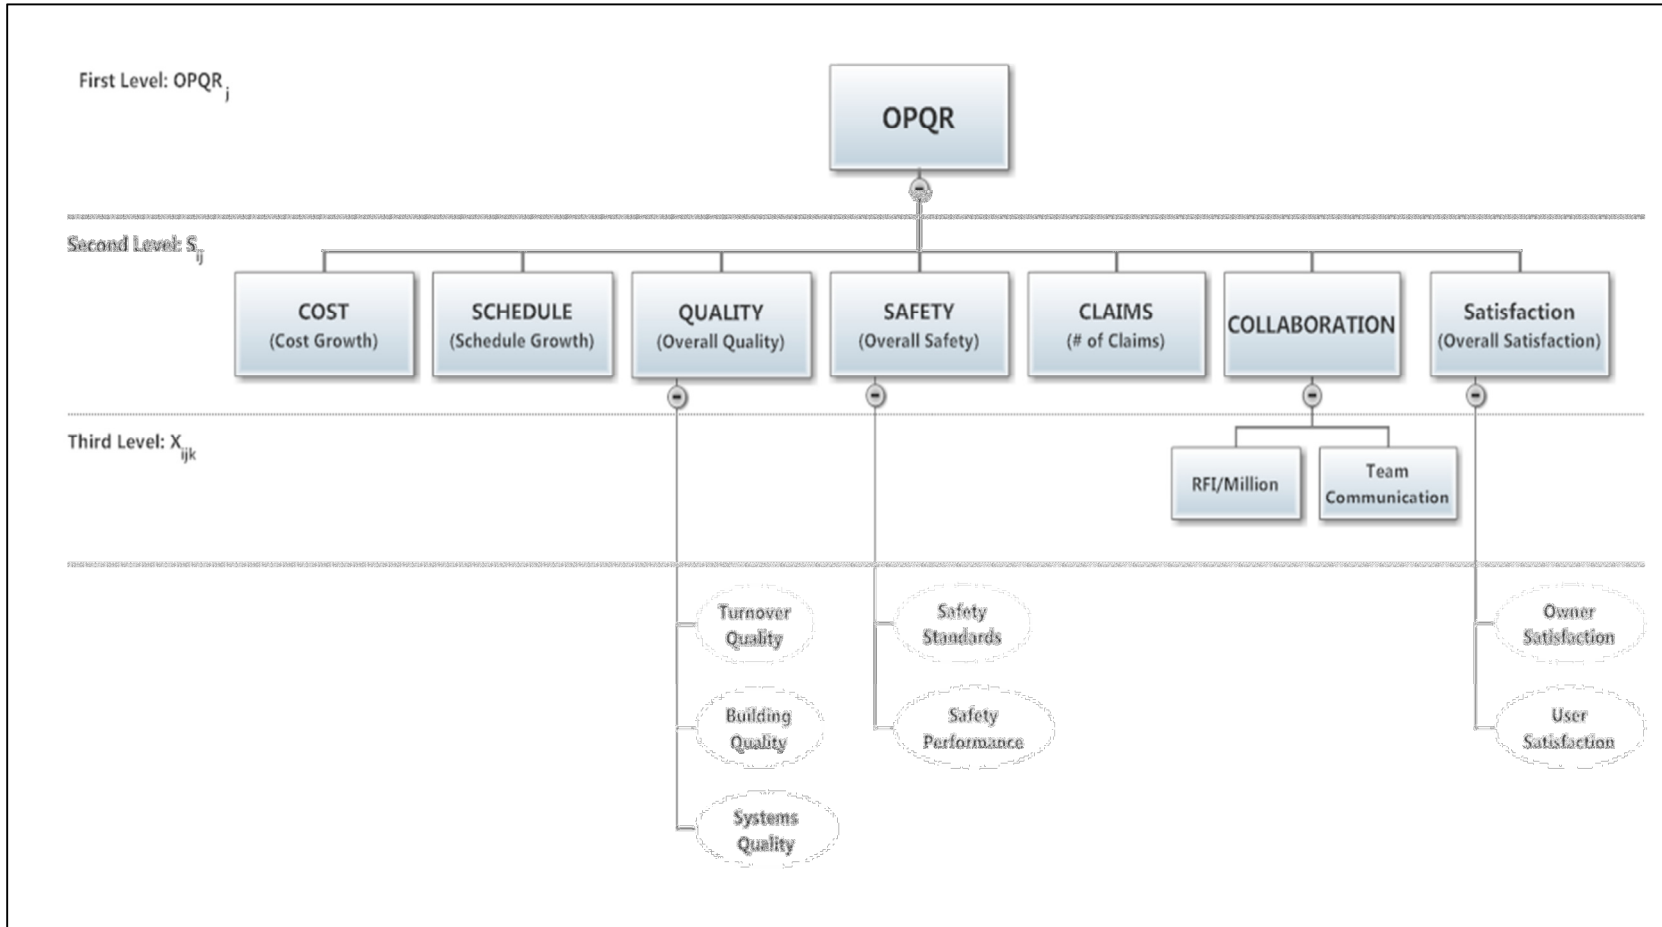 First Level: OPQR j
OPQR
Second Level: S ij
COST
(Cost Growth)
SCHEDULE
(Schedule Growth)
QUALITY
(Overall Quality)
SAFETY
(Overall Safety)
CLAIMS
(# of Claims)
COLLABORATION
Satisfaction
(Overall Satisfaction)
Third Level: X ijk
RFI/Million
Team
Communication
Turnover
Quality
Safety
Standards
Owner
Satisfaction
Building
Quality
Safety
Performance
User
Satisfaction
Systems
Quality